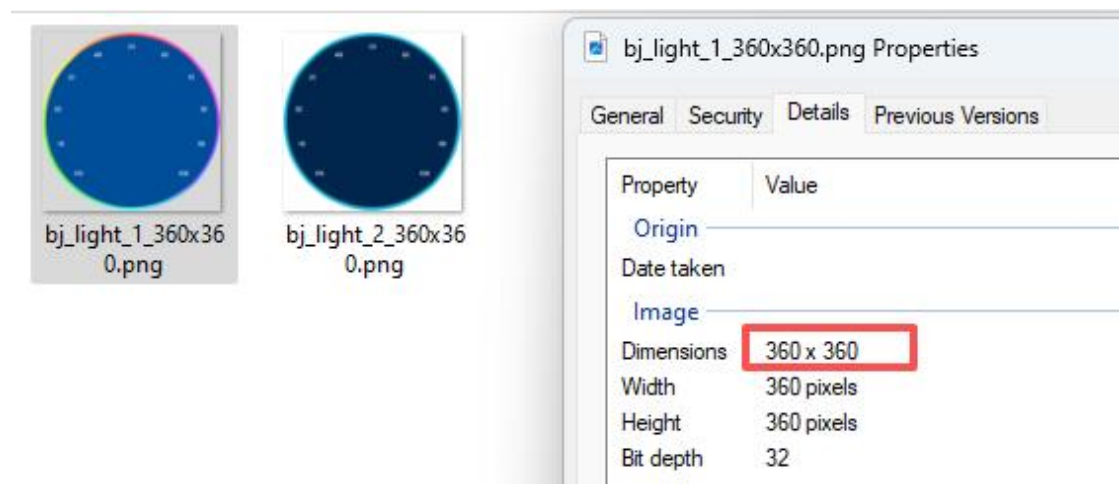 bj_light_1_360x36
0.png
bj_light_2_360x36
0.png
bj_light_1_360x360.png Properties
General Security Details Previous Versions
Property Value
Origin
Date taken
Image
Dimensions 360 x 360
Width 360 pixels
Height 360 pixels
Bit depth 32